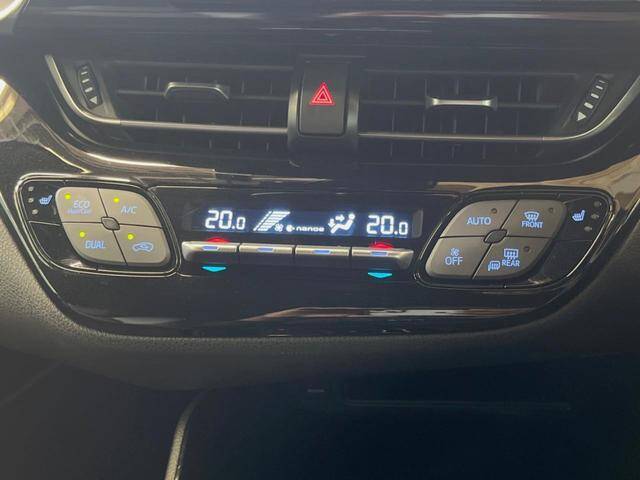 ECO
A/C
DUAL
20.0
nanoe
20.0
AUTO
FRONT
OFF
REAR